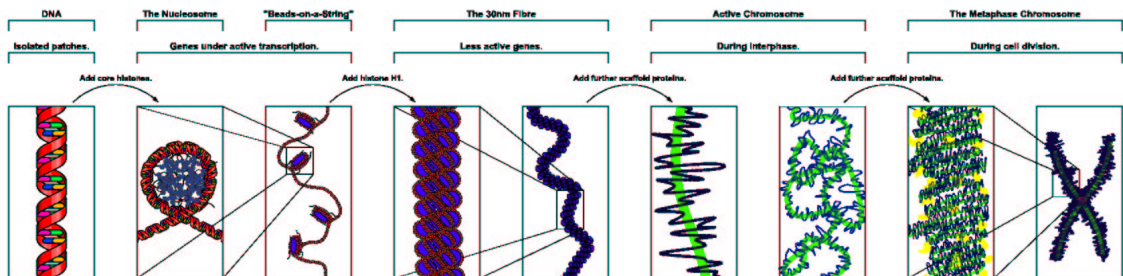 DNA
The Nucleosome
"Beads-on-a-String"
The 30nm Fibre
Active Chromosome
The Metaphase Chromosome
Isolated patches.
Genes under active transcription.
Less active genes.
During interphase.
During cell division.
Add core histones.
Add histone H1.
Add further scaffold proteins.
Add further scaffold proteins.